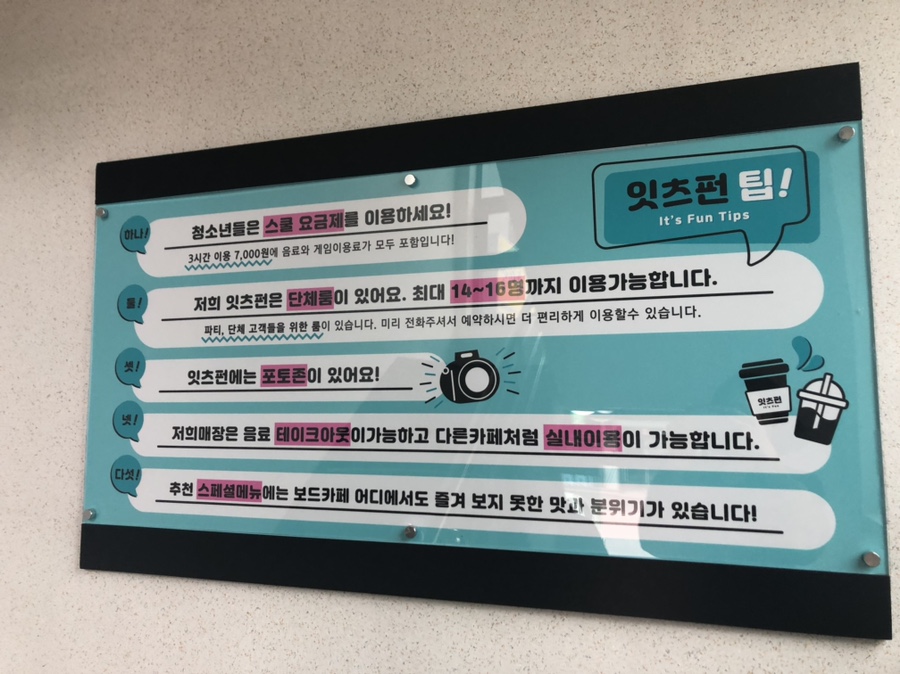 잇츠펀 팁!
It's Fun Tips
하나!
청소년들은 스쿨 요금제를 이용하세요!
3시간 이용 7,000원에 음료와 게임이용료가 모두 포함입니다!
둘!
저희 잇츠펀은 단체룸이 있어요. 최대 14~16명까지 이용가능합니다.
파티, 단체 고객들을 위한 룸이 있습니다. 미리 전화주셔서 예약하시면 더 편리하게 이용할수 있습니다.
셋!
잇츠펀에는 포토존이 있어요!
넷!
저희매장은 음료 테이크아웃이가능하고 다른카페처럼 실내이용이 가능합니다.
잇츠펀
It's Fun
다섯!
추천 스페셜메뉴에는 보드카페 어디에서도 즐겨 보지 못한 맛과 분위기가 있습니다!